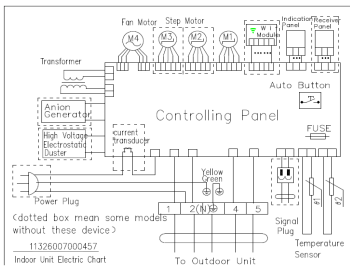 Fan Motor
Step Motor
Indication Panel
Receiver Panel
M4
M3
M2
M1
Module
Transformer
Auto Button
Anion Generator
High Voltage Electrostatic Duster
current transducer
Controlling Panel
FUSE
Yellow Green
Power Plug
1
2(N)
4
5
Signal Plug
θ1
θ2
Temperature Sensor
(dotted box mean some models without these device)
11326007000457
Indoor Unit Electric Chart
To Outdoor Unit